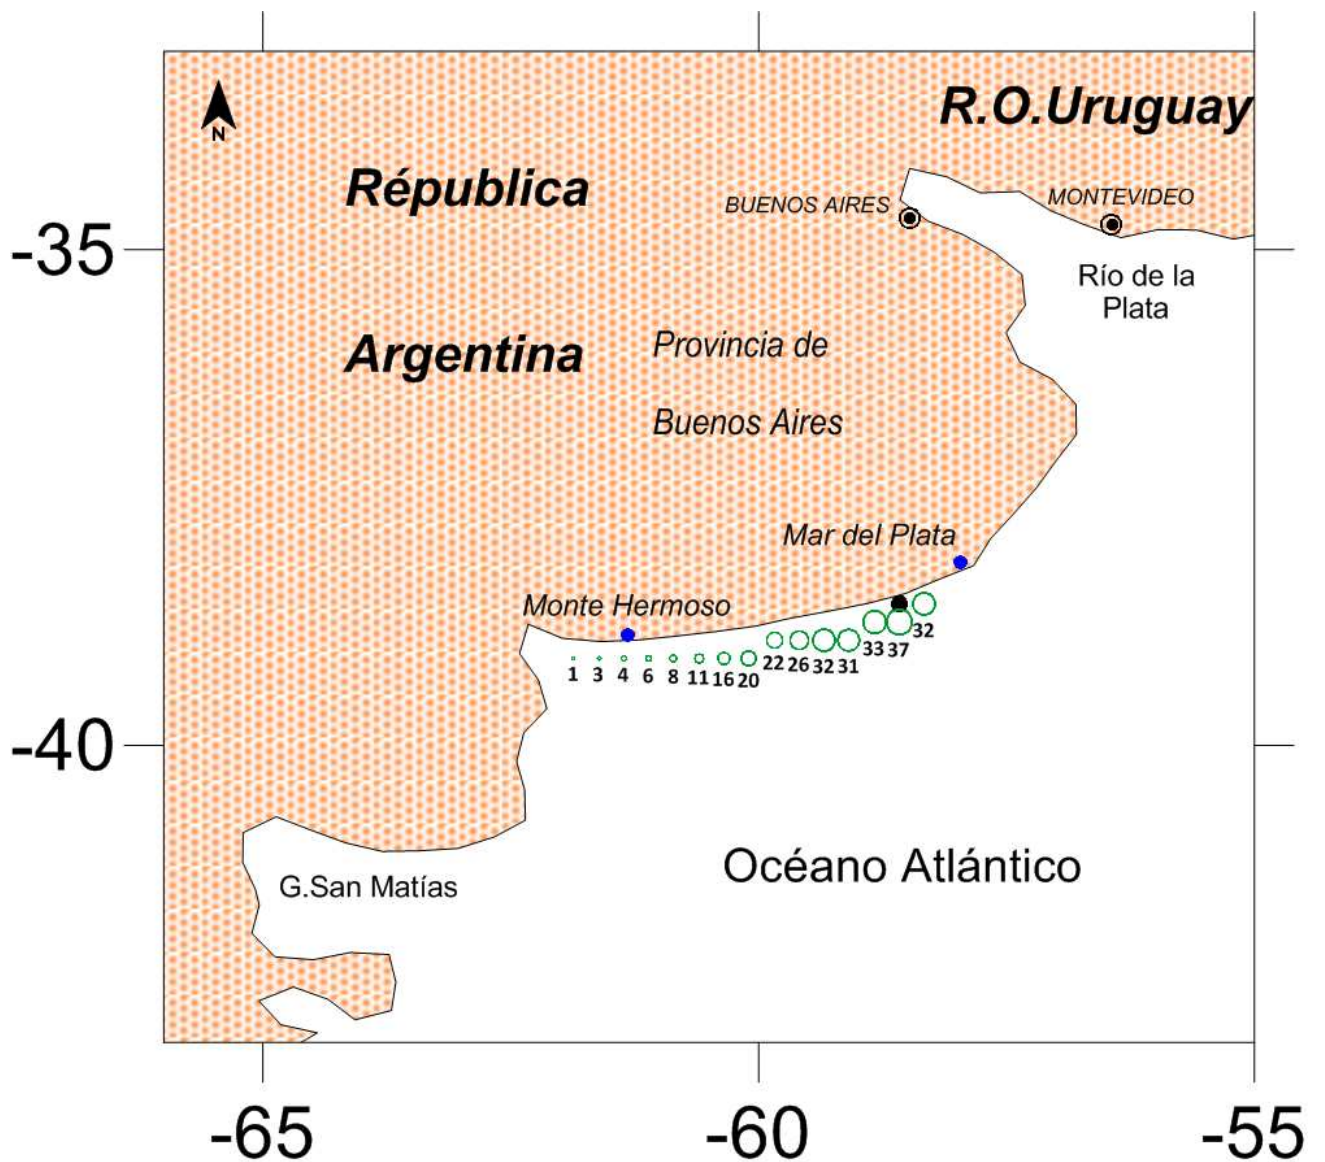 R.O.Uruguay
N
Républica
BUENOS AIRES
MONTEVIDEO
-35
Río de la
Plata
Argentina
Provincia de
Buenos Aires
Mar del Plata
Monte Hermoso
32
33 37
22 26 32 31
1 3 4 6 8 11 16 20
-40
Océano Atlántico
G.San Matías
-65 -60 -55